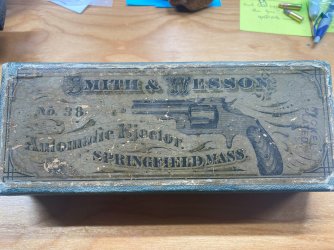 SMITH & WESSON
No. 38
Automatic Ejector
SPRINGFIELD, MASS.